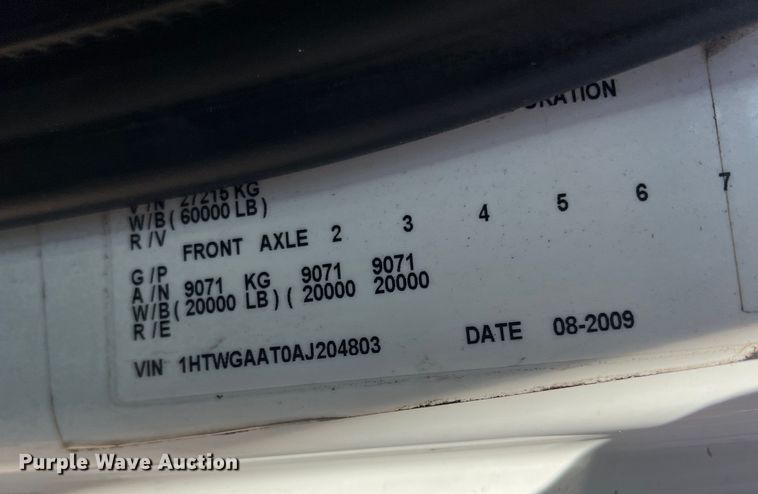 27215 KG
W/B ( 60000 LB )
R/V
FRONT AXLE 2 3 4 5 6 7
G/P
A/N 9071 KG 9071 9071
W/B ( 20000 LB ) ( 20000 20000
R/E
VIN 1HTWGAAT0AJ204803 DATE 08-2009
Purple Wave Auction